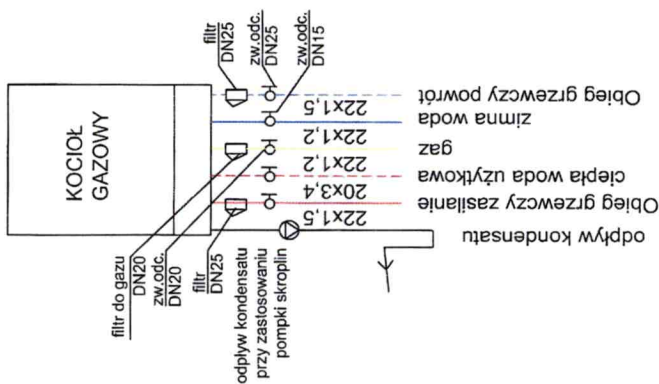 KOCIOŁ
GAZOWY
filtr
DN25
zw.odc.
DN25
zw.odc.
DN15
filtr do gazu
DN20
zw.odc.
DN20
filtr
DN25
odpływ kondensatu
przy zastosowaniu
pompki skroplin
22x1,5
22x1,2
22x1,2
20x3,4
22x1,5
Obieg grzewczy powrót
zimna woda
gaz
ciepła woda użytkowa
Obieg grzewczy zasilanie
odpływ kondensatu